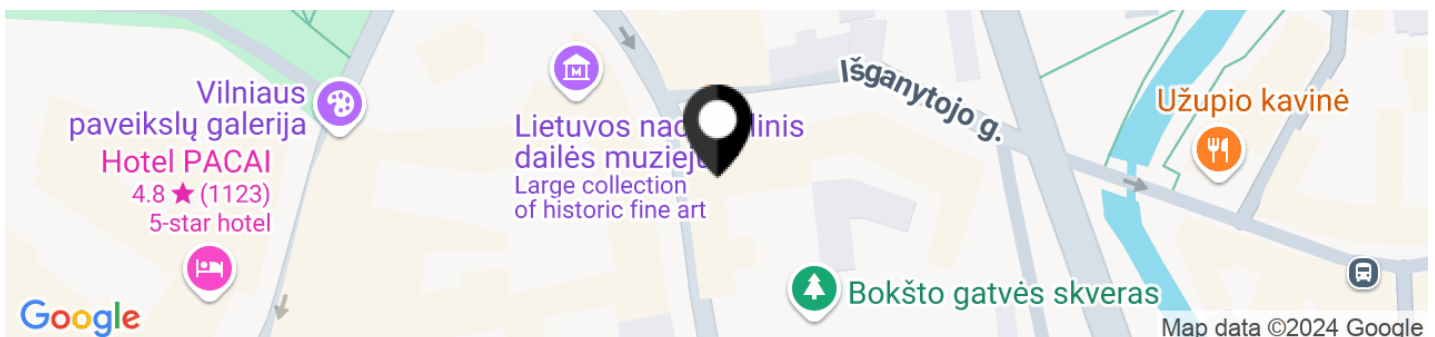 Vilniaus
paveikslų galerija
Hotel PACAI
4.8 ★ (1123)
5-star hotel
Lietuvos
dailės
Large collection
of historic fine art
Išganytojo g.
Užupio kavinė
Bokšto gatvės skveras
Google
Map data ©2024 Google